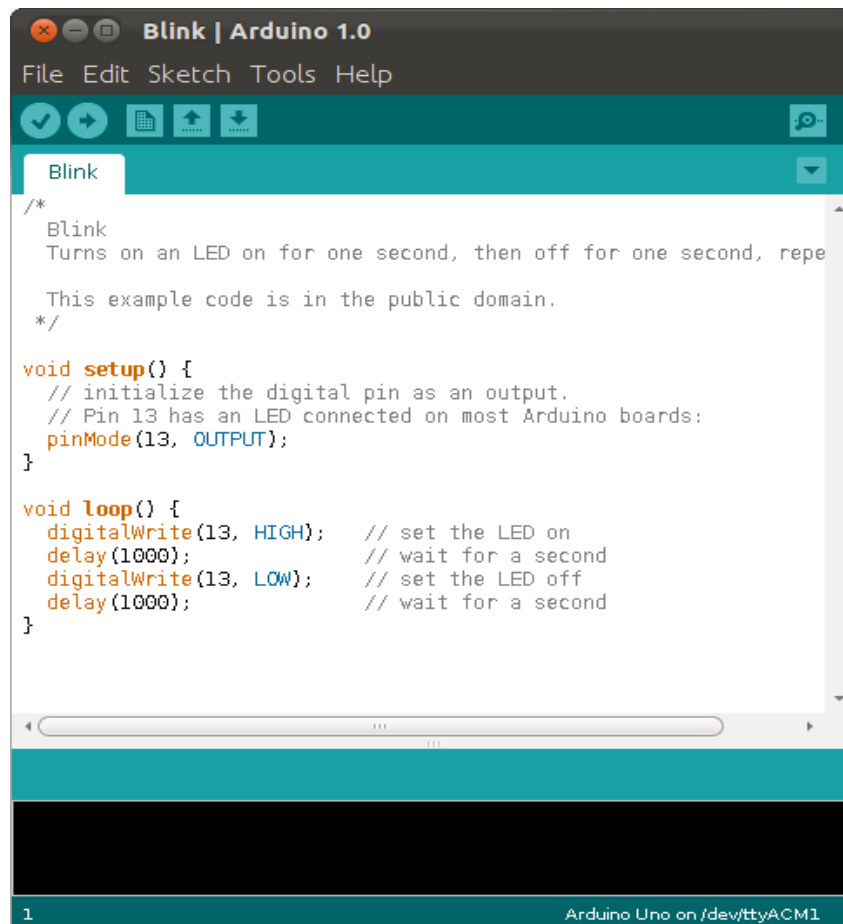 Blink | Arduino 1.0
File Edit Sketch Tools Help
Blink
/*
  Blink
  Turns on an LED on for one second, then off for one second, repe

  This example code is in the public domain.
 */

void setup() {
  // initialize the digital pin as an output.
  // Pin 13 has an LED connected on most Arduino boards:
  pinMode(13, OUTPUT);
}

void loop() {
  digitalWrite(13, HIGH);   // set the LED on
  delay(1000);              // wait for a second
  digitalWrite(13, LOW);    // set the LED off
  delay(1000);              // wait for a second
}
1 Arduino Uno on /dev/ttyACM1